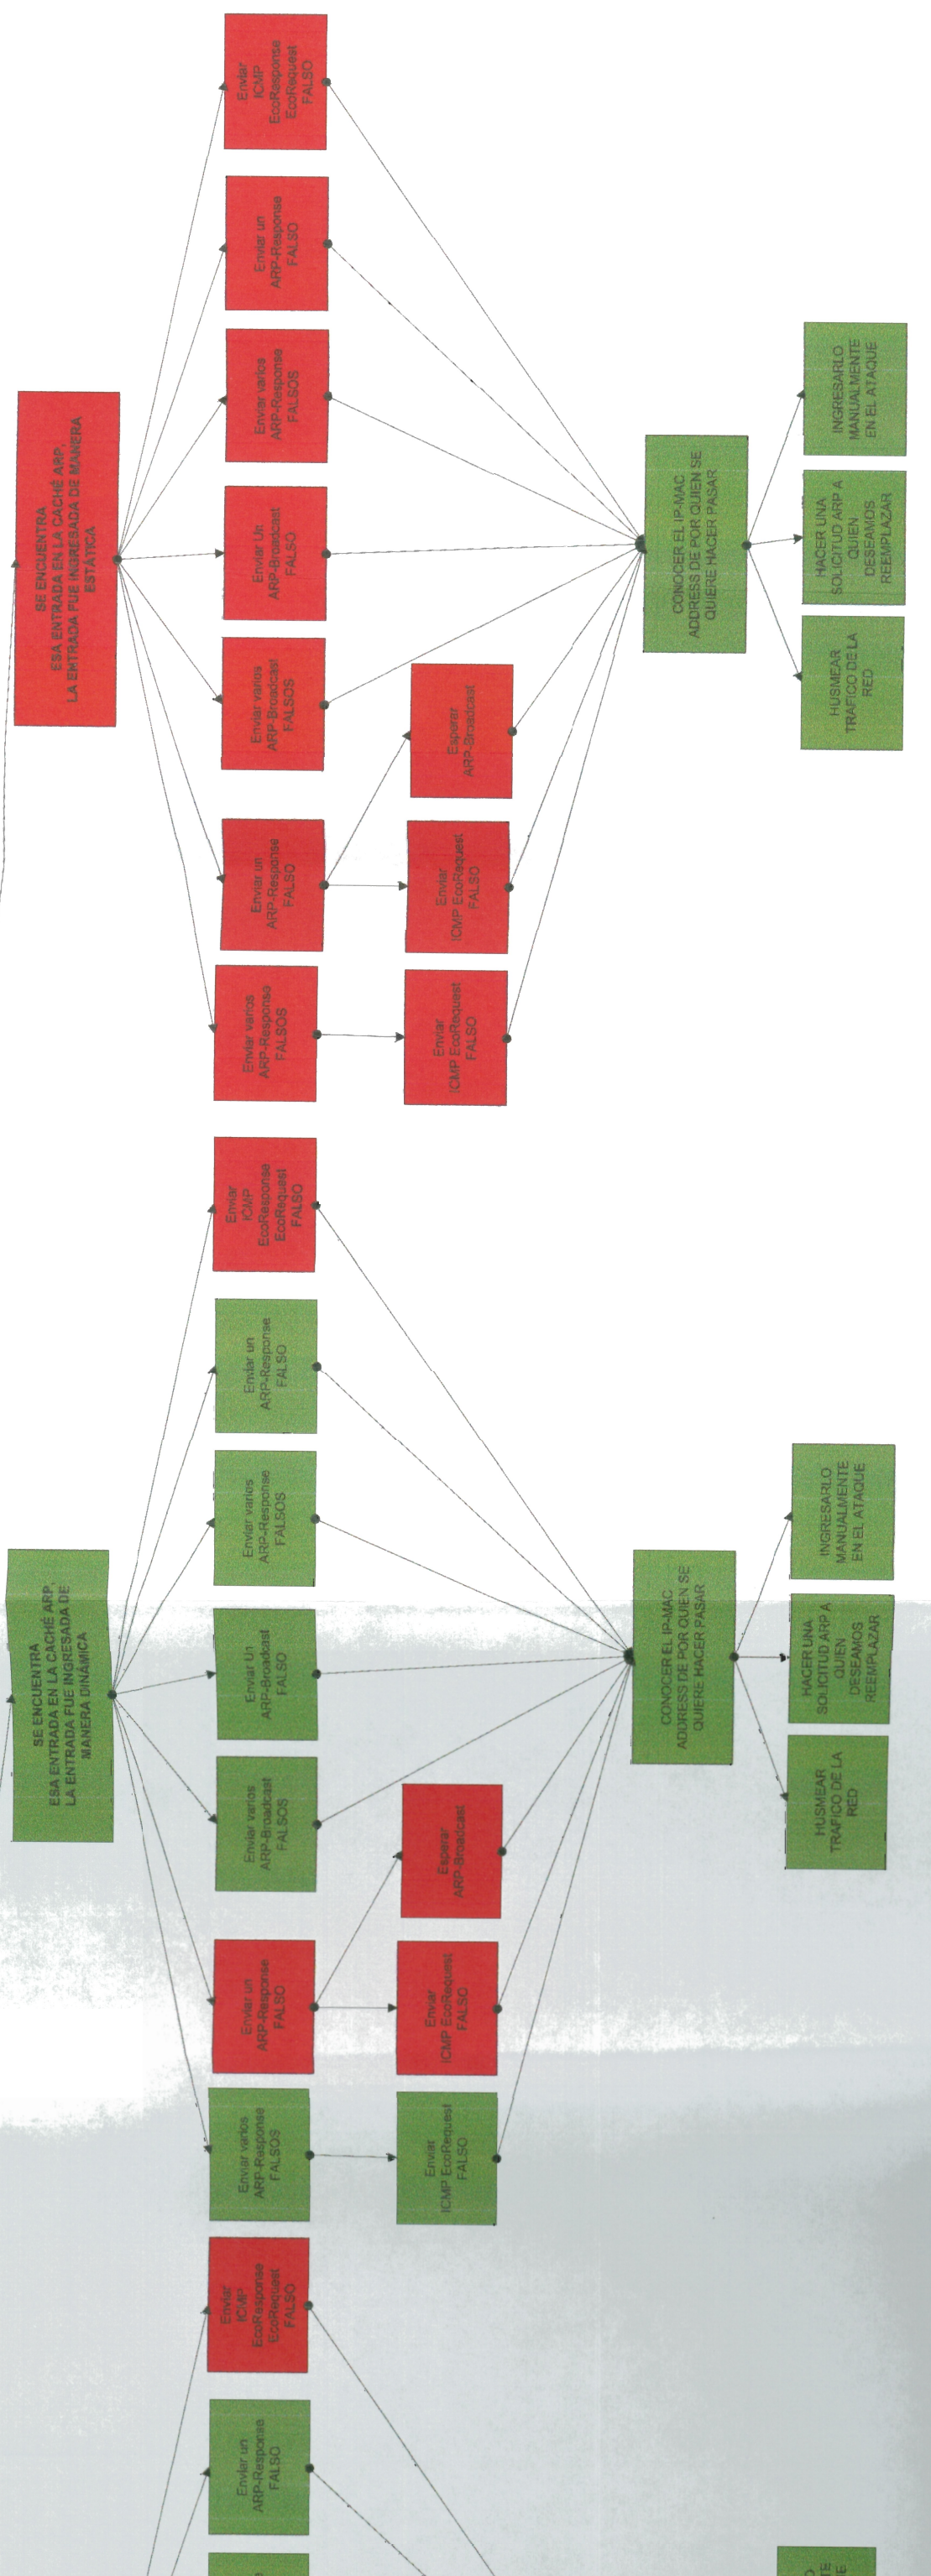 Enviar un
ARP-Response
FALSO
Enviar
ICMP
EcoResponse
EcoRequest
FALSO
SE ENCUENTRA
ESA ENTRADA EN LA CACHÉ ARP,
LA ENTRADA FUE INGRESADA DE
MANERA DINÁMICA
Enviar varios
ARP-Response
FALSOS
Enviar un
ARP-Response
FALSO
Enviar varios
ARP-Broadcast
FALSOS
Enviar Un
ARP-Broadcast
FALSO
Enviar varios
ARP-Response
FALSOS
Enviar un
ARP-Response
FALSO
Enviar
ICMP
EcoResponse
EcoRequest
FALSO
Enviar
ICMP EcoRequest
FALSO
Enviar
ICMP EcoRequest
FALSO
Esperar
ARP-Broadcast
CONOCER EL IP-MAC
ADDRESS DE POR QUIEN SE
QUIERE HACER PASAR
HUSMEAR
TRAFICO DE LA
RED
HACER UNA
SOLICITUD ARP A
QUIEN
DESEAMOS
REEMPLAZAR
INGRESARLO
MANUALMENTE
EN EL ATAQUE
SE ENCUENTRA
ESA ENTRADA EN LA CACHÉ ARP,
LA ENTRADA FUE INGRESADA DE MANERA
ESTÁTICA
Enviar varios
ARP-Response
FALSOS
Enviar un
ARP-Response
FALSO
Enviar varios
ARP-Broadcast
FALSOS
Enviar Un
ARP-Broadcast
FALSO
Enviar varios
ARP-Response
FALSOS
Enviar un
ARP-Response
FALSO
Enviar
ICMP
EcoResponse
EcoRequest
FALSO
Enviar
ICMP EcoRequest
FALSO
Enviar
ICMP EcoRequest
FALSO
Esperar
ARP-Broadcast
CONOCER EL IP-MAC
ADDRESS DE POR QUIEN SE
QUIERE HACER PASAR
HUSMEAR
TRAFICO DE LA
RED
HACER UNA
SOLICITUD ARP A
QUIEN
DESEAMOS
REEMPLAZAR
INGRESARLO
MANUALMENTE
EN EL ATAQUE